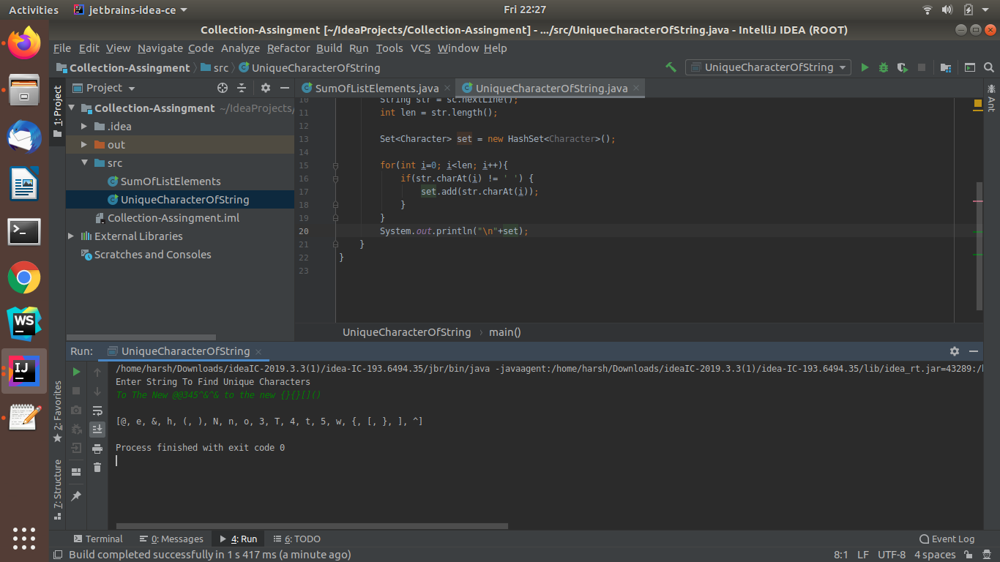 Activities jetbrains-idea-ce Fri 22:27
Collection-Assingment [~/IdeaProjects/Collection-Assingment] - .../src/UniqueCharacterOfString.java - IntelliJ IDEA (ROOT)
File Edit View Navigate Code Analyze Refactor Build Run Tools VCS Window Help
Collection-Assingment src UniqueCharacterOfString UniqueCharacterOfString
1: Project
Project
Collection-Assingment ~/IdeaProjects/
.idea
out
src
SumOfListElements
UniqueCharacterOfString
Collection-Assingment.iml
External Libraries
Scratches and Consoles
SumOfListElements.java UniqueCharacterOfString.java
Ant
10 String str = sc.nextLine();
11 int len = str.length();
12
13 Set<Character> set = new HashSet<Character>();
14
15 for(int i=0; i<len; i++){
16 if(str.charAt(i) != ' ') {
17 set.add(str.charAt(i));
18 }
19 }
20 System.out.println("\n"+set);
21 }
22 }
23
UniqueCharacterOfString › main()
Run: UniqueCharacterOfString
/home/harsh/Downloads/ideaIC-2019.3.3(1)/idea-IC-193.6494.35/jbr/bin/java -javaagent:/home/harsh/Downloads/ideaIC-2019.3.3(1)/idea-IC-193.6494.35/lib/idea_rt.jar=43289:/
Enter String To Find Unique Characters
To The New @@345^&^& to the new {}{}[]()
[@, e, &, h, (, ), N, n, o, 3, T, 4, t, 5, w, {, [, }, ], ^]
Process finished with exit code 0
2: Favorites
7: Structure
WS
IJ
Terminal 0: Messages 4: Run 6: TODO Event Log
Build completed successfully in 1 s 417 ms (a minute ago) 8:1 LF UTF-8 4 spaces